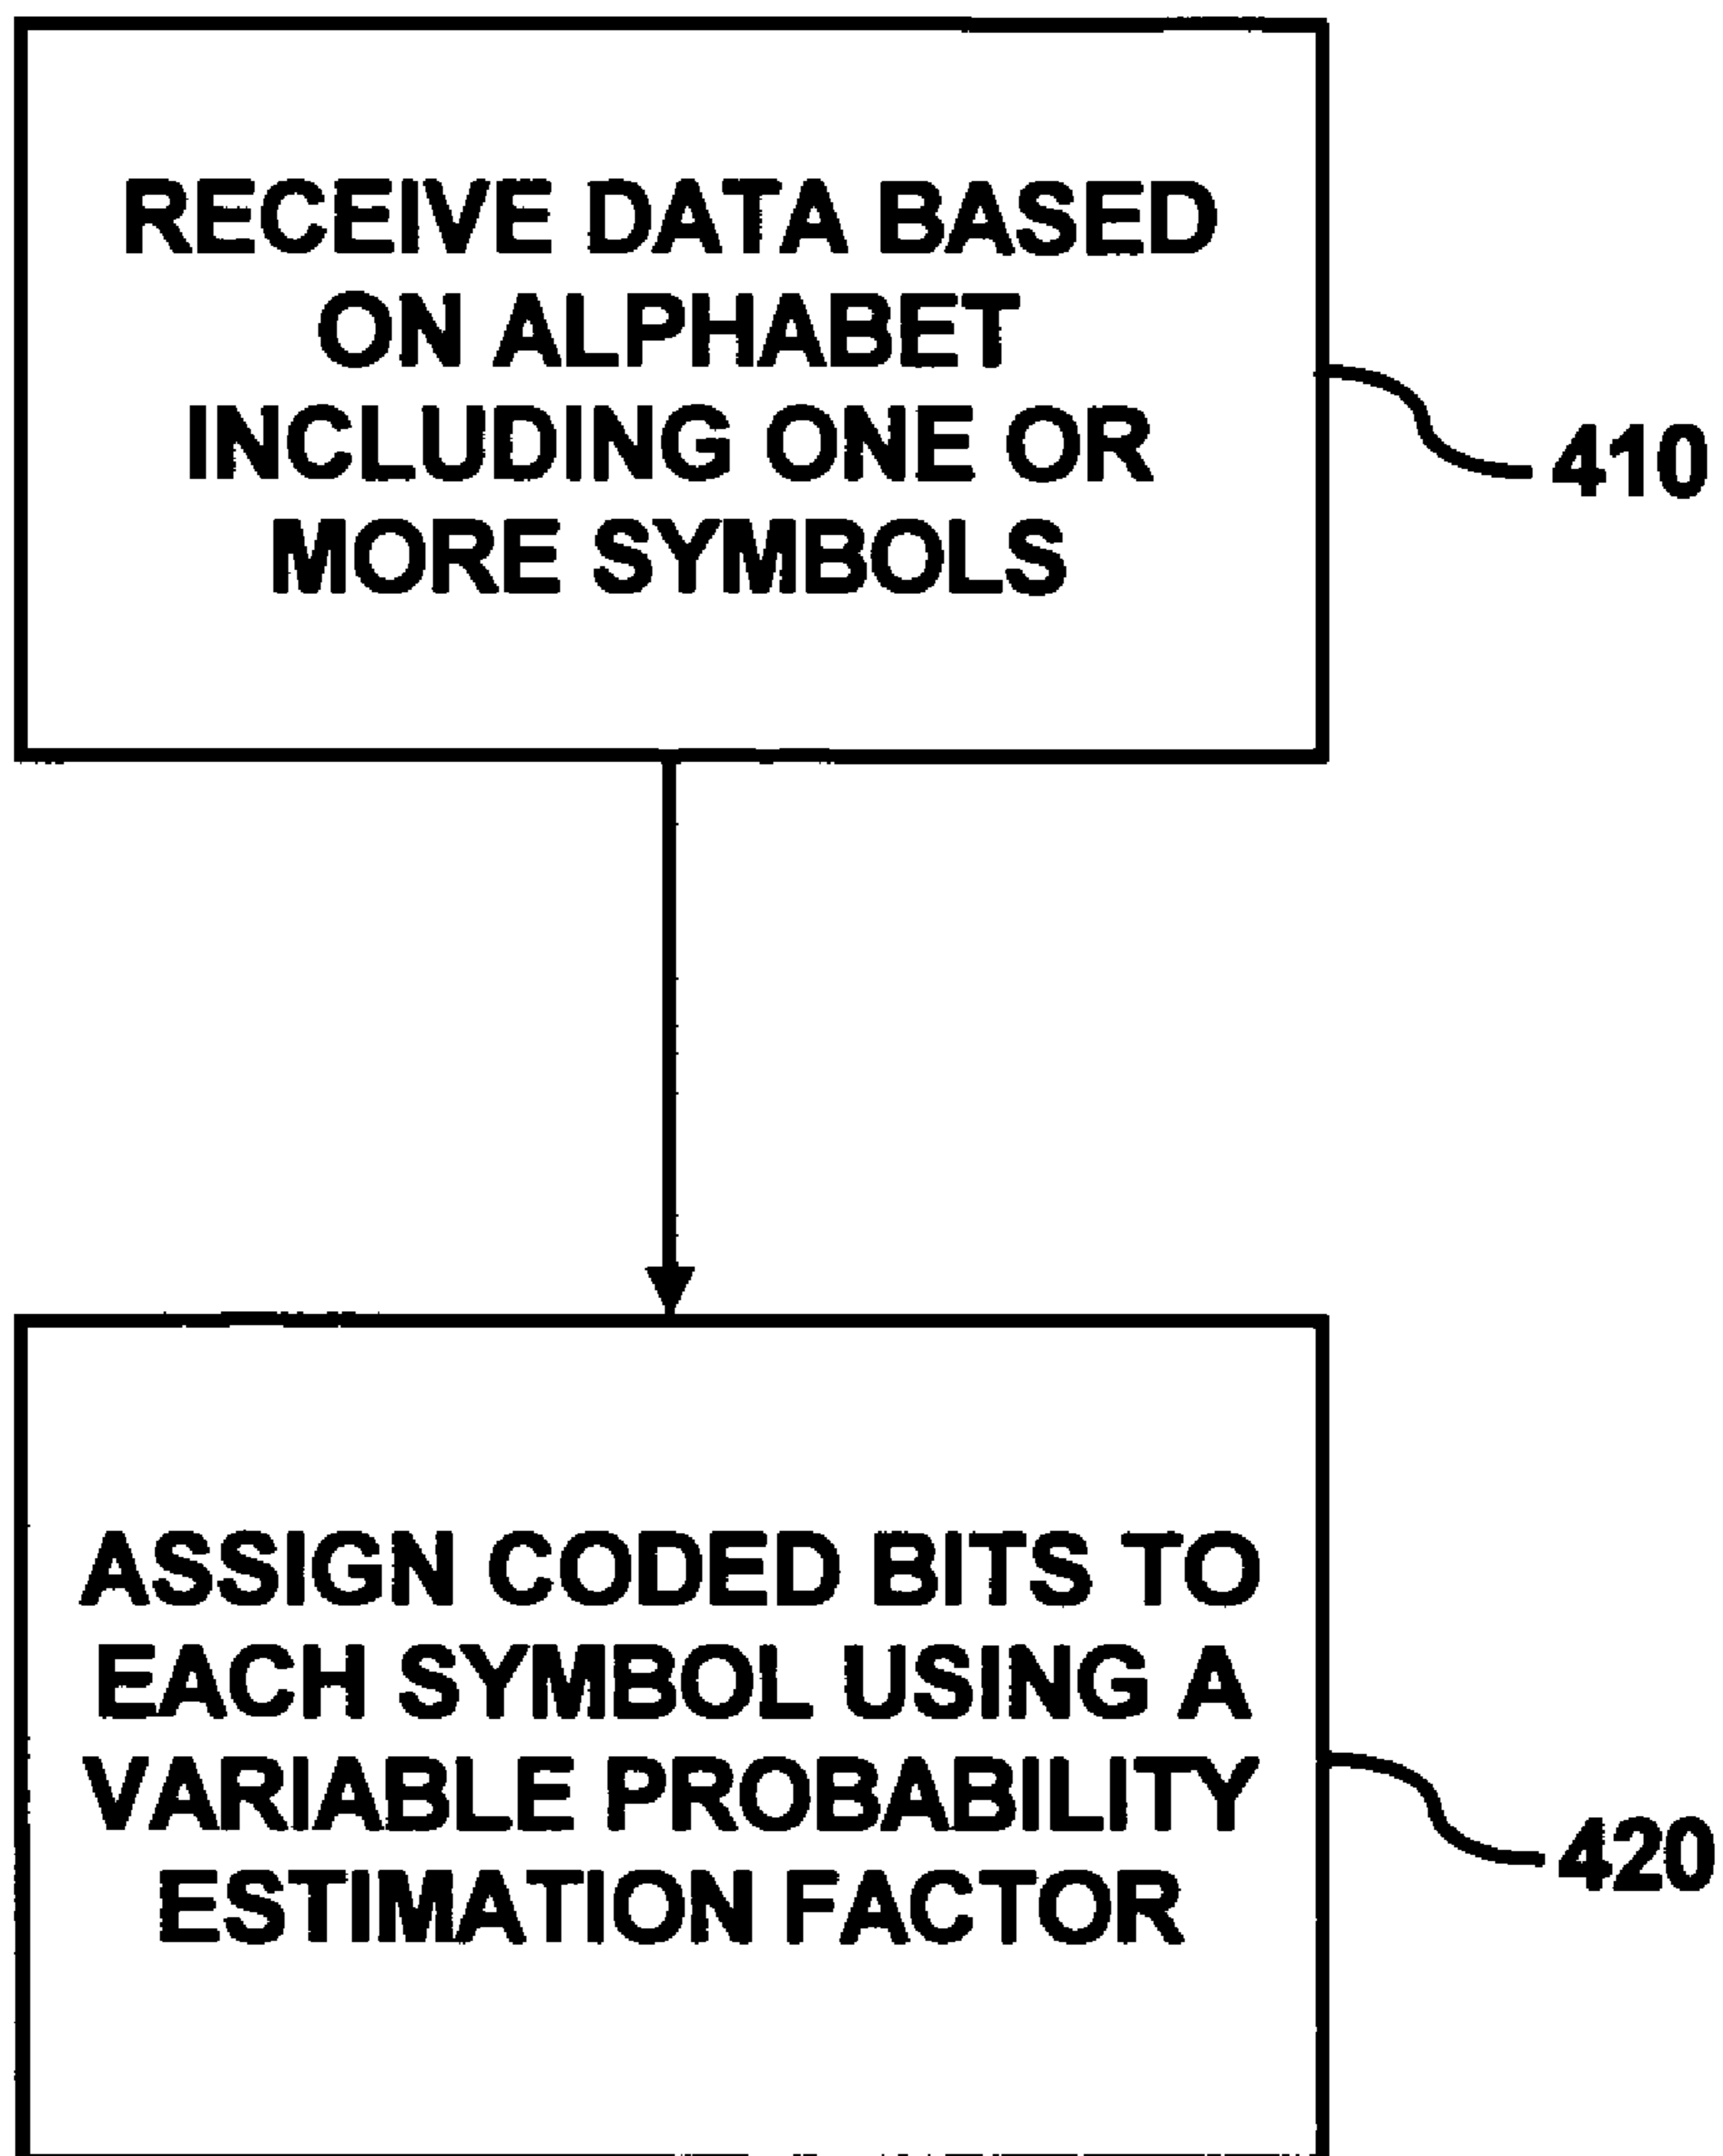 RECEIVE DATA BASED
ON ALPHABET
INCLUDING ONE OR
MORE SYMBOLS
410
ASSIGN CODED BITS TO
EACH SYMBOL USING A
VARIABLE PROBABILITY
ESTIMATION FACTOR
420